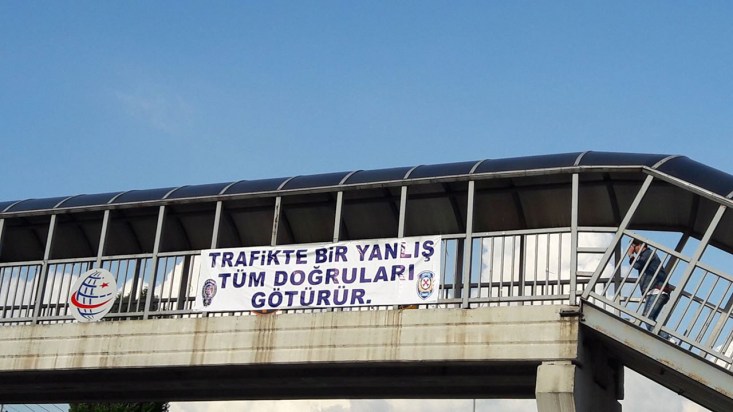 TRAFİKTE BİR YANLIŞ
TÜM DOĞRULARI
GÖTÜRÜR.